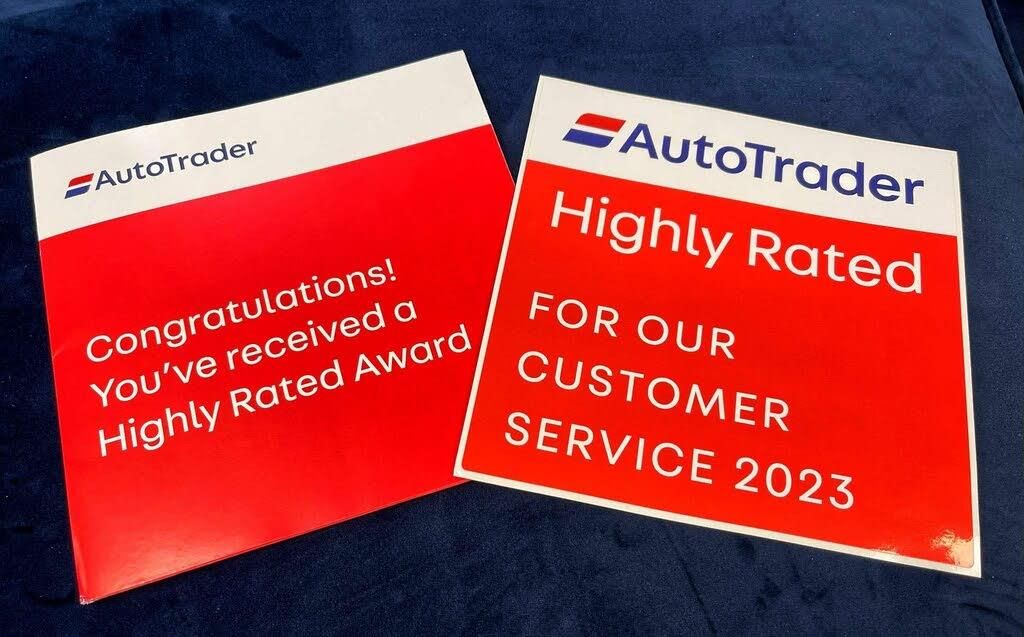 AutoTrader
Congratulations!
You've received a
Highly Rated Award
AutoTrader
Highly Rated
FOR OUR
CUSTOMER
SERVICE 2023